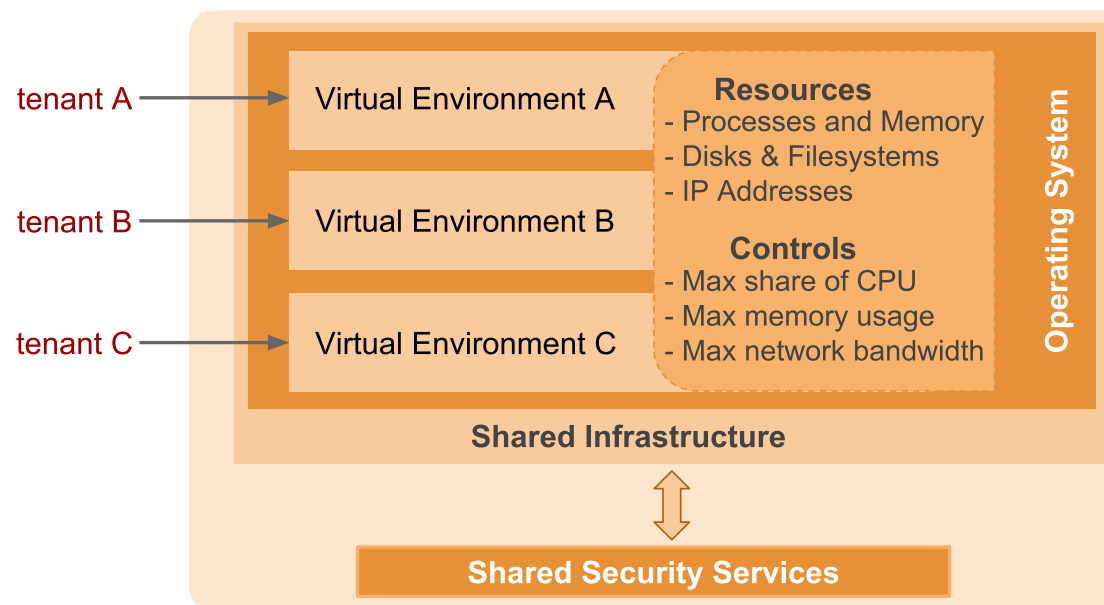 tenant A
Virtual Environment A
tenant B
Virtual Environment B
tenant C
Virtual Environment C
Resources
- Processes and Memory
- Disks & Filesystems
- IP Addresses
Controls
- Max share of CPU
- Max memory usage
- Max network bandwidth
Operating System
Shared Infrastructure
Shared Security Services